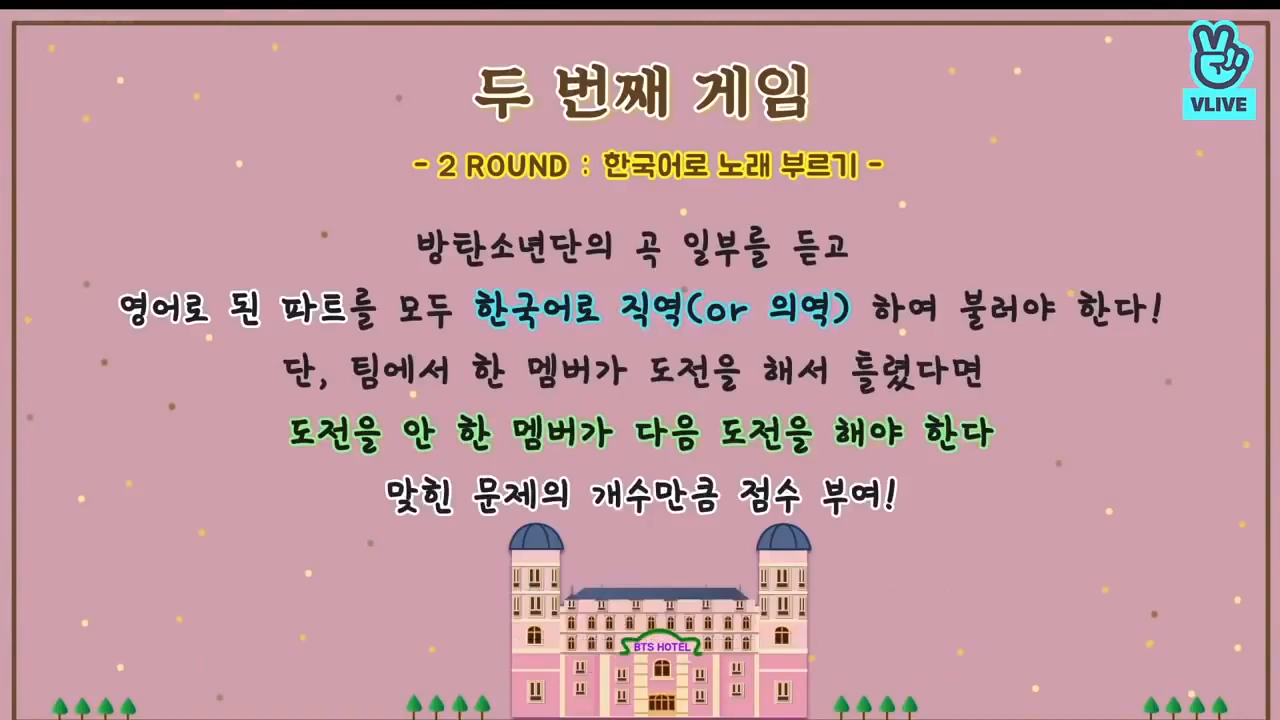 두 번째 게임
VLIVE
- 2 ROUND : 한국어로 노래 부르기 -
방탄소년단의 곡 일부를 듣고
영어로 된 파트를 모두 한국어로 직역(or 의역) 하여 불러야 한다!
단, 팀에서 한 멤버가 도전을 해서 틀렸다면
도전을 안 한 멤버가 다음 도전을 해야 한다
맞힌 문제의 개수만큼 점수 부여!
BTS HOTEL